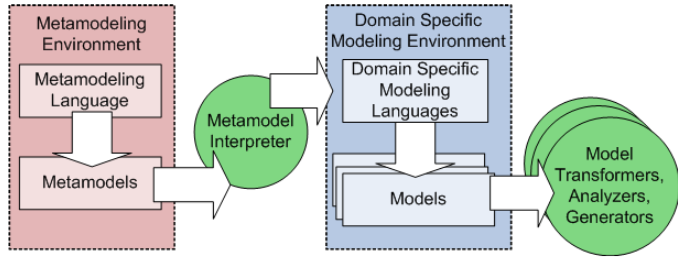 Metamodeling
Environment
Metamodeling
Language
Metamodels
Metamodel
Interpreter
Domain Specific
Modeling Environment
Domain Specific
Modeling
Languages
Models
Model
Transformers,
Analyzers,
Generators